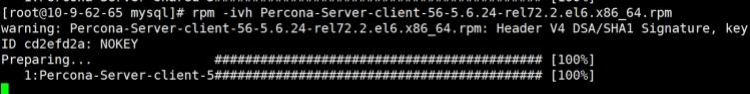 [root@10-9-62-65 mysql]# rpm -ivh Percona-Server-client-56-5.6.24-rel72.2.el6.x86_64.rpm
warning: Percona-Server-client-56-5.6.24-rel72.2.el6.x86_64.rpm: Header V4 DSA/SHA1 Signature, key
ID cd2efd2a: NOKEY
Preparing... ########################################### [100%]
1:Percona-Server-client-5########################################### [100%]